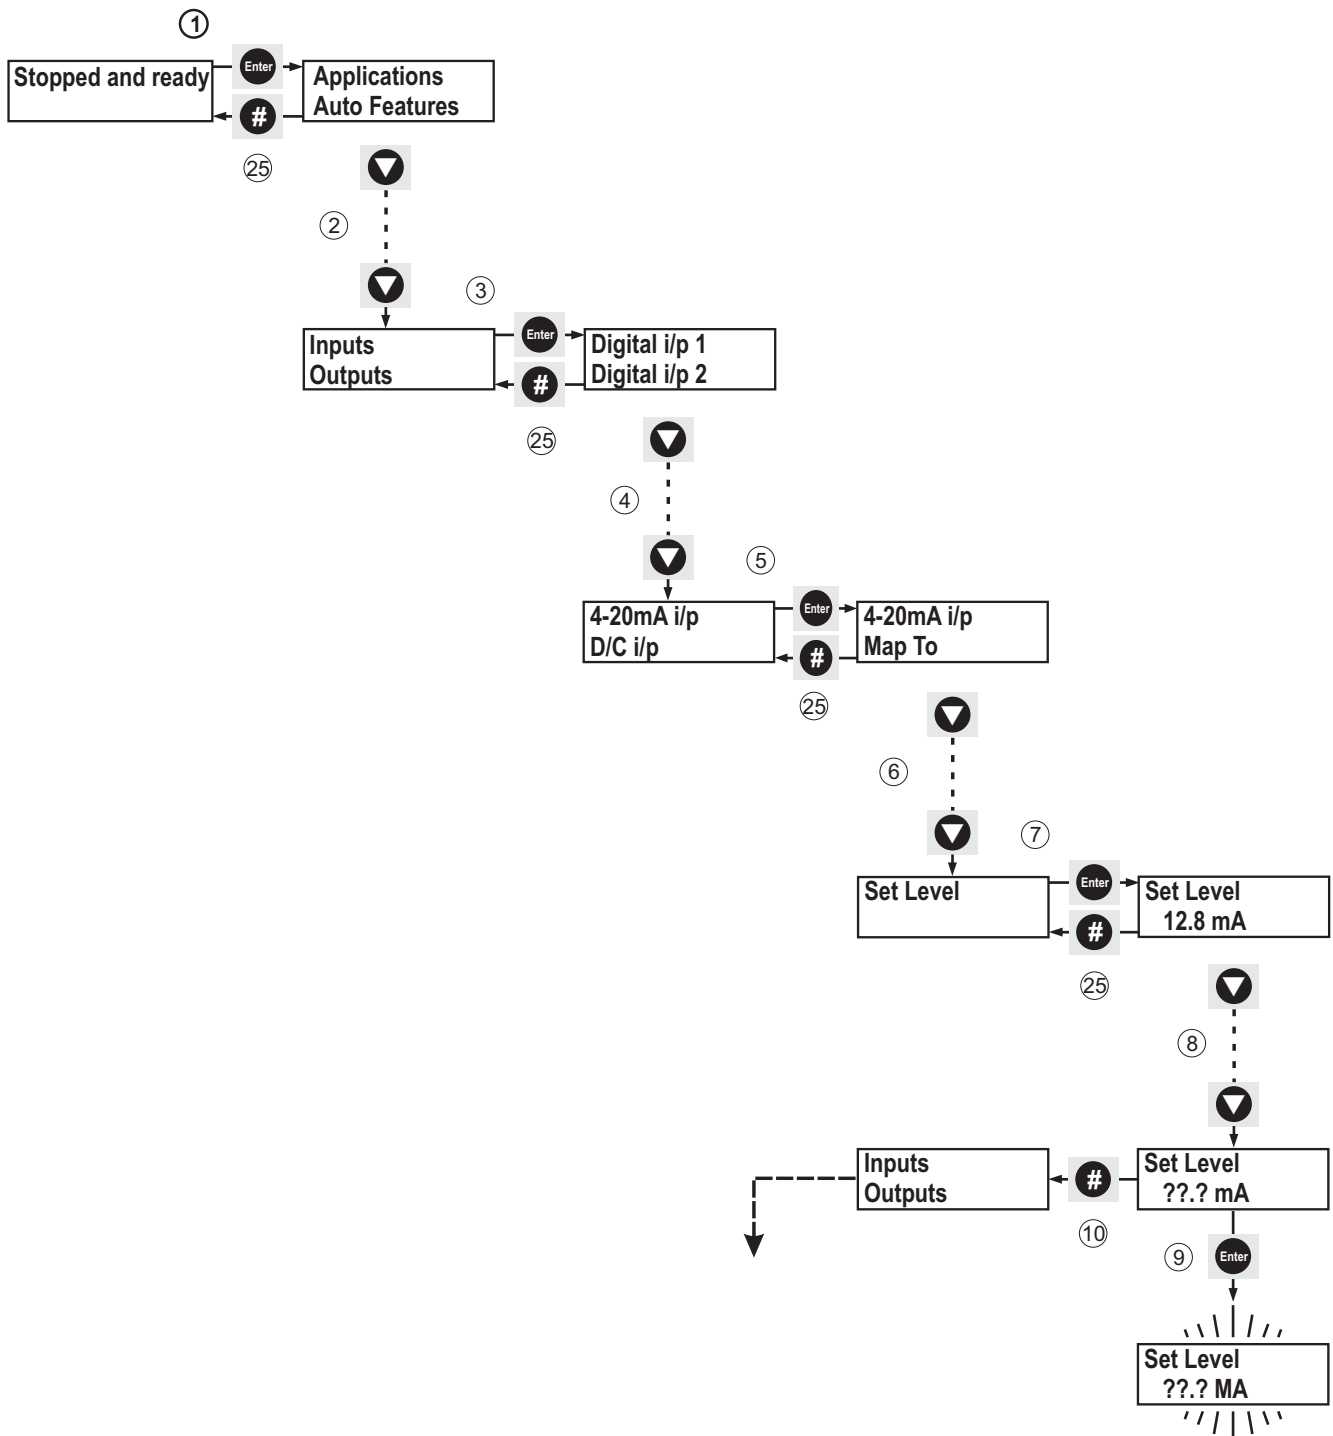 1
Stopped and ready
Enter
Applications
Auto Features
#
25
2
3
Inputs
Outputs
Enter
Digital i/p 1
Digital i/p 2
#
25
4
5
4-20mA i/p
D/C i/p
Enter
4-20mA i/p
Map To
#
25
6
7
Set Level
Enter
Set Level
12.8 mA
#
25
8
Inputs
Outputs
#
Set Level
??.? mA
10
9
Enter
Set Level
??.? MA